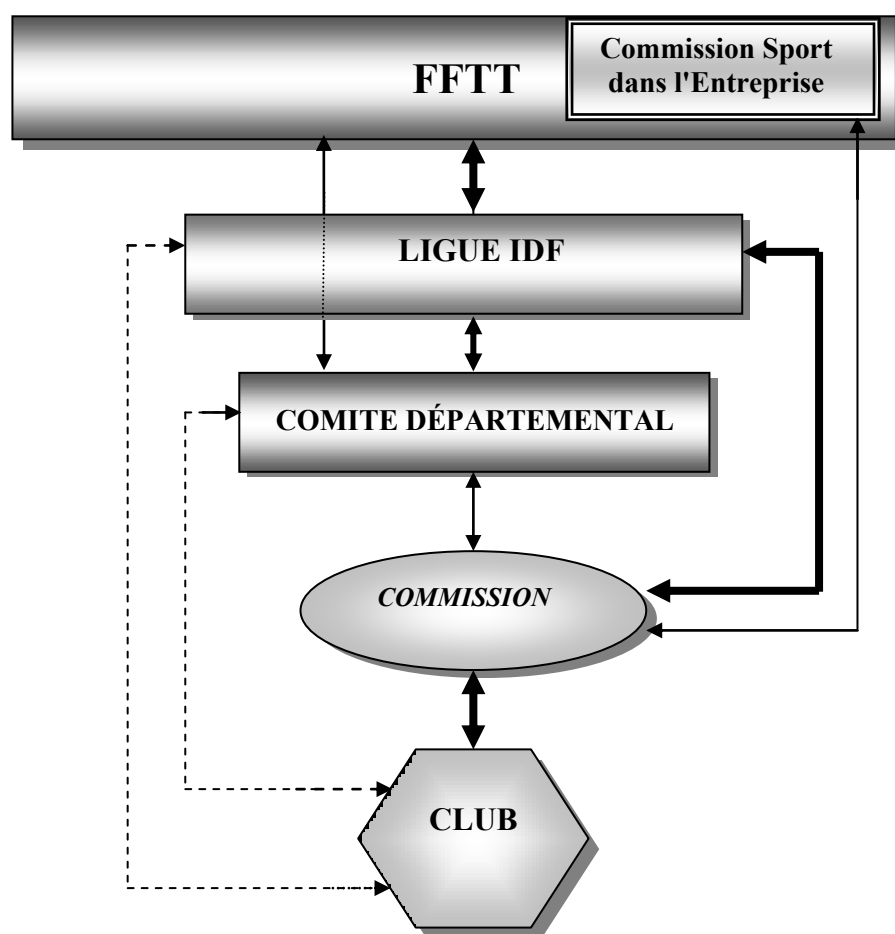 FFTT
Commission Sport
dans l'Entreprise
LIGUE IDF
COMITE DÉPARTEMENTAL
COMMISSION
CLUB